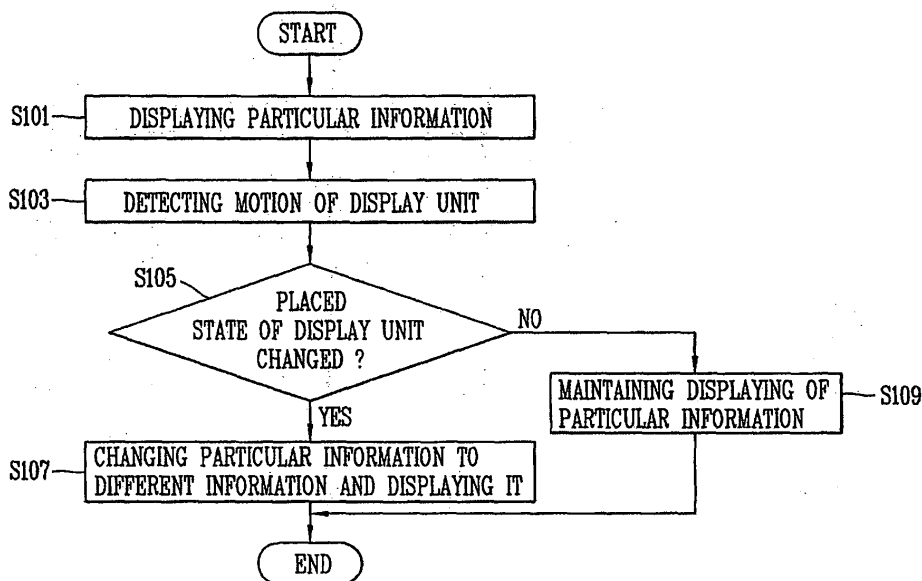 START
S101
DISPLAYING PARTICULAR INFORMATION
S103
DETECTING MOTION OF DISPLAY UNIT
S105
PLACED
STATE OF DISPLAY UNIT
CHANGED ?
NO
YES
MAINTAINING DISPLAYING OF
PARTICULAR INFORMATION
S109
S107
CHANGING PARTICULAR INFORMATION TO
DIFFERENT INFORMATION AND DISPLAYING IT
END